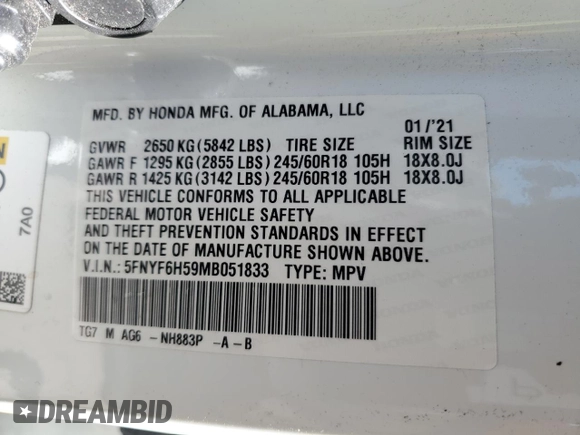 MFD. BY HONDA MFG. OF ALABAMA, LLC
01/'21
GVWR 2650 KG (5842 LBS) TIRE SIZE RIM SIZE
GAWR F 1295 KG (2855 LBS) 245/60R18 105H 18X8.0J
GAWR R 1425 KG (3142 LBS) 245/60R18 105H 18X8.0J
THIS VEHICLE CONFORMS TO ALL APPLICABLE
FEDERAL MOTOR VEHICLE SAFETY
AND THEFT PREVENTION STANDARDS IN EFFECT
ON THE DATE OF MANUFACTURE SHOWN ABOVE.
V.I.N.: 5FNYF6H59MB051833 TYPE: MPV
TG7 M AG6 -NH883P -A-B
7A0
DREAMBID